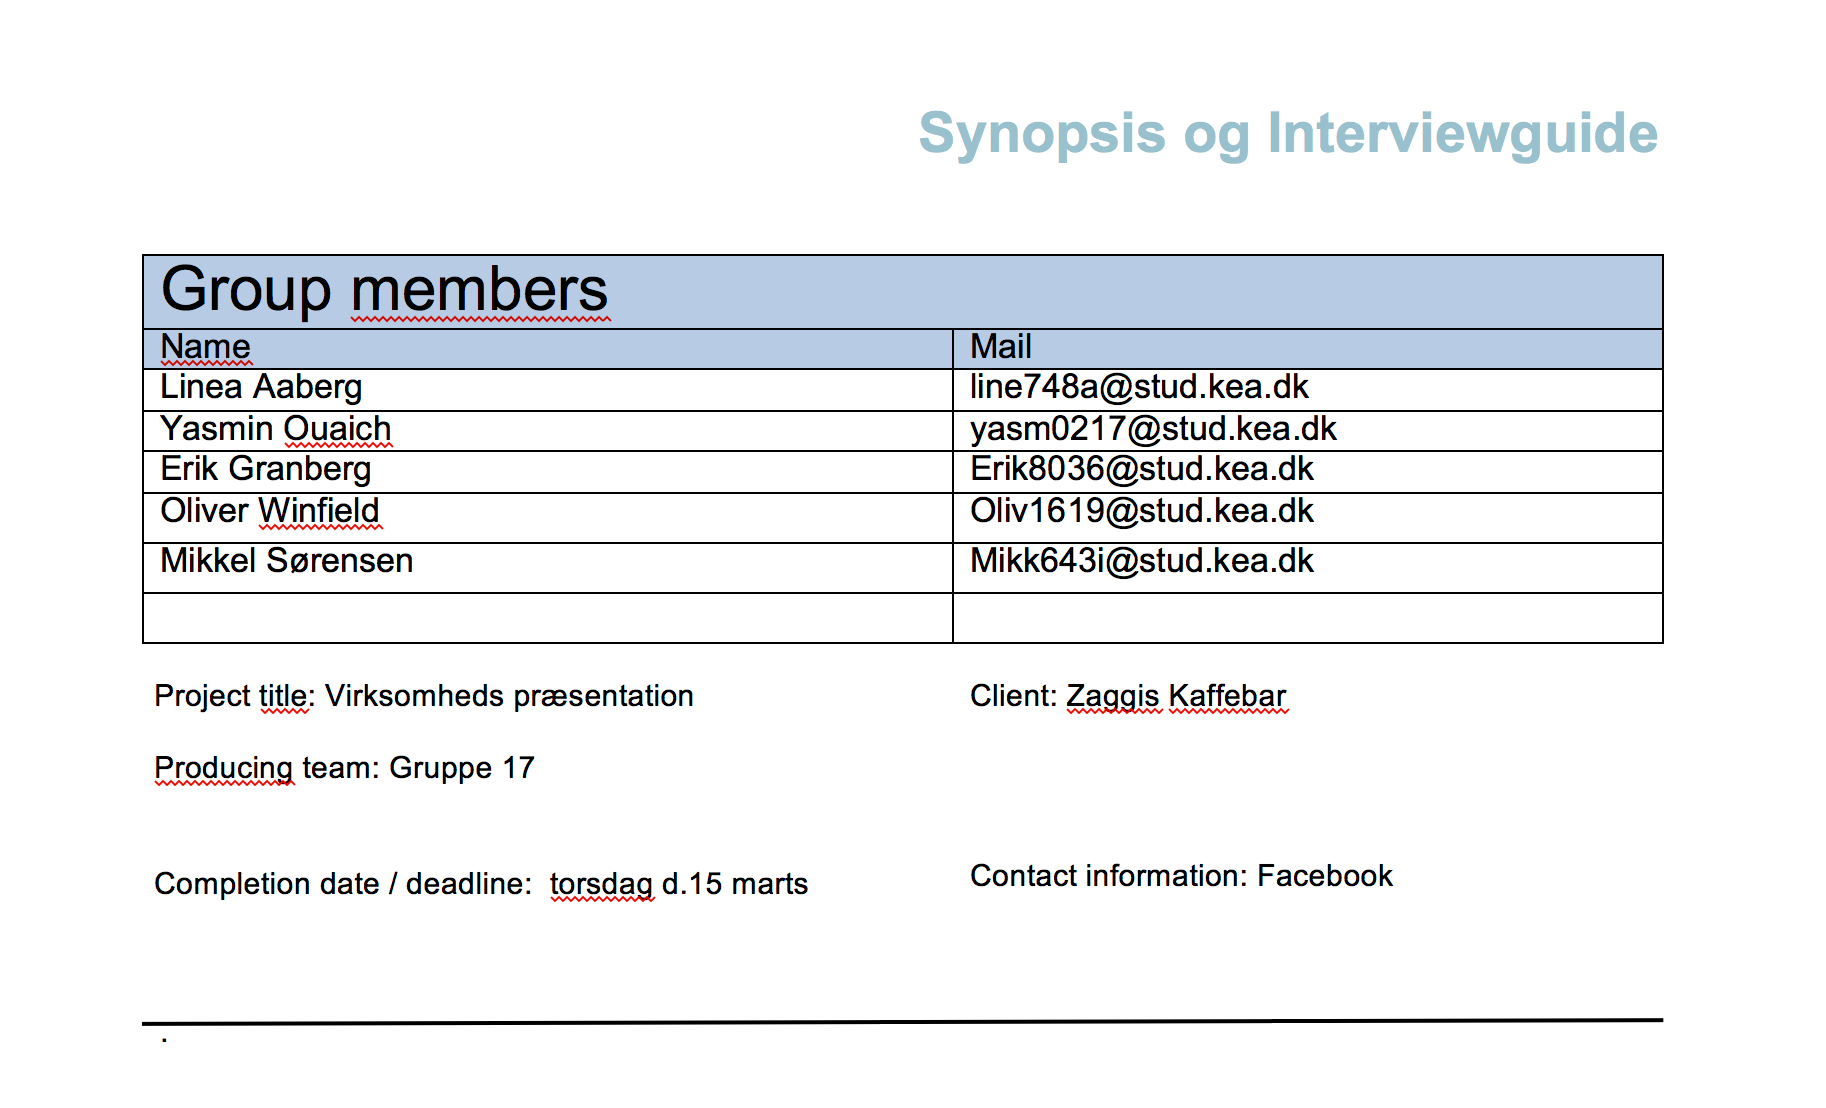 Synopsis og Interviewguide
Group members
Name Mail
Linea Aaberg line748a@stud.kea.dk
Yasmin Ouaich yasm0217@stud.kea.dk
Erik Granberg Erik8036@stud.kea.dk
Oliver Winfield Oliv1619@stud.kea.dk
Mikkel Sørensen Mikk643i@stud.kea.dk
Project title: Virksomheds præsentation Client: Zaggis Kaffebar
Producing team: Gruppe 17
Completion date / deadline: torsdag d.15 marts Contact information: Facebook
.